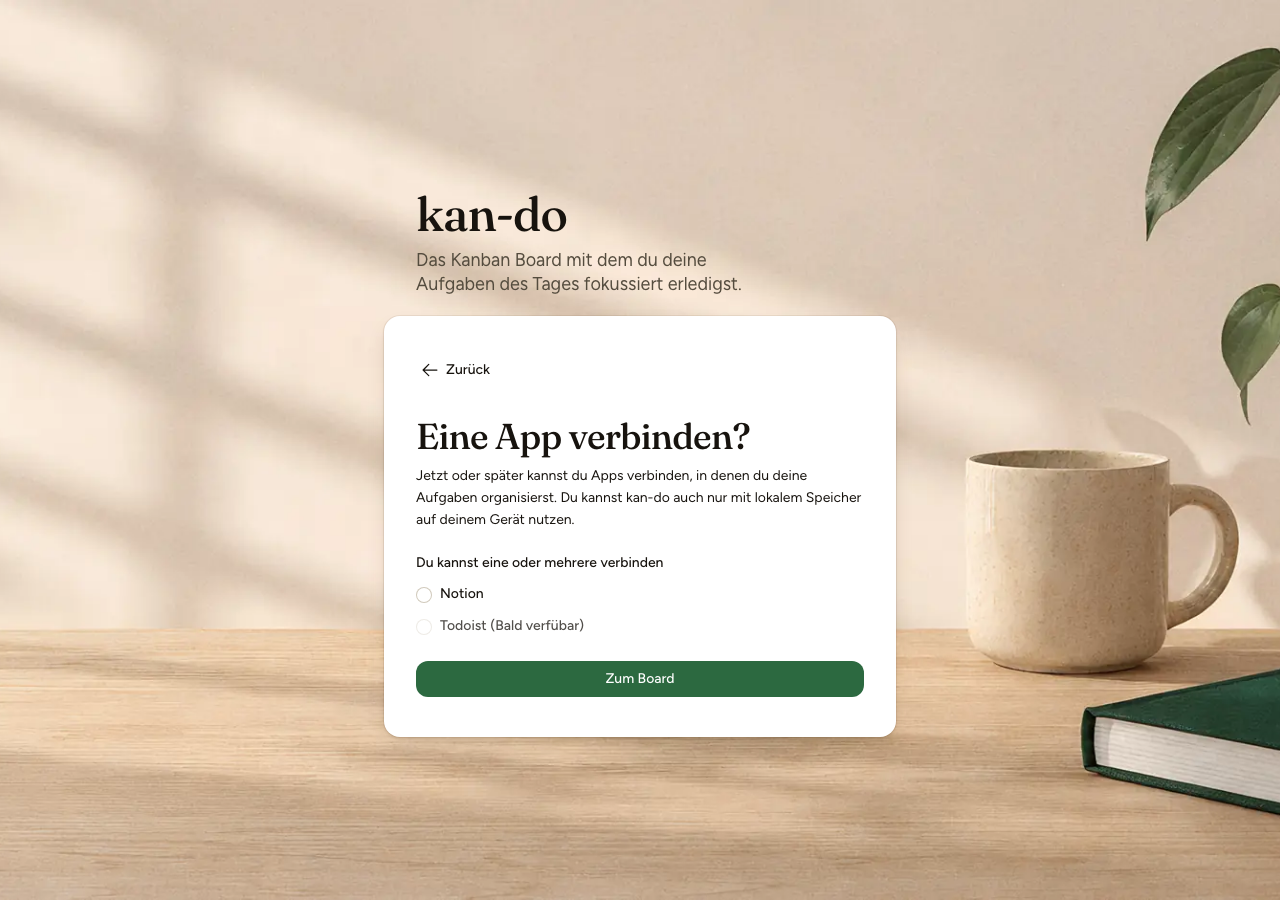 kan-do
Das Kanban Board mit dem du deine
Aufgaben des Tages fokussiert erledigst.
Zurück
Eine App verbinden?
Jetzt oder später kannst du Apps verbinden, in denen du deine
Aufgaben organisierst. Du kannst kan-do auch nur mit lokalem Speicher
auf deinem Gerät nutzen.
Du kannst eine oder mehrere verbinden
Notion
Todoist (Bald verfübar)
Zum Board